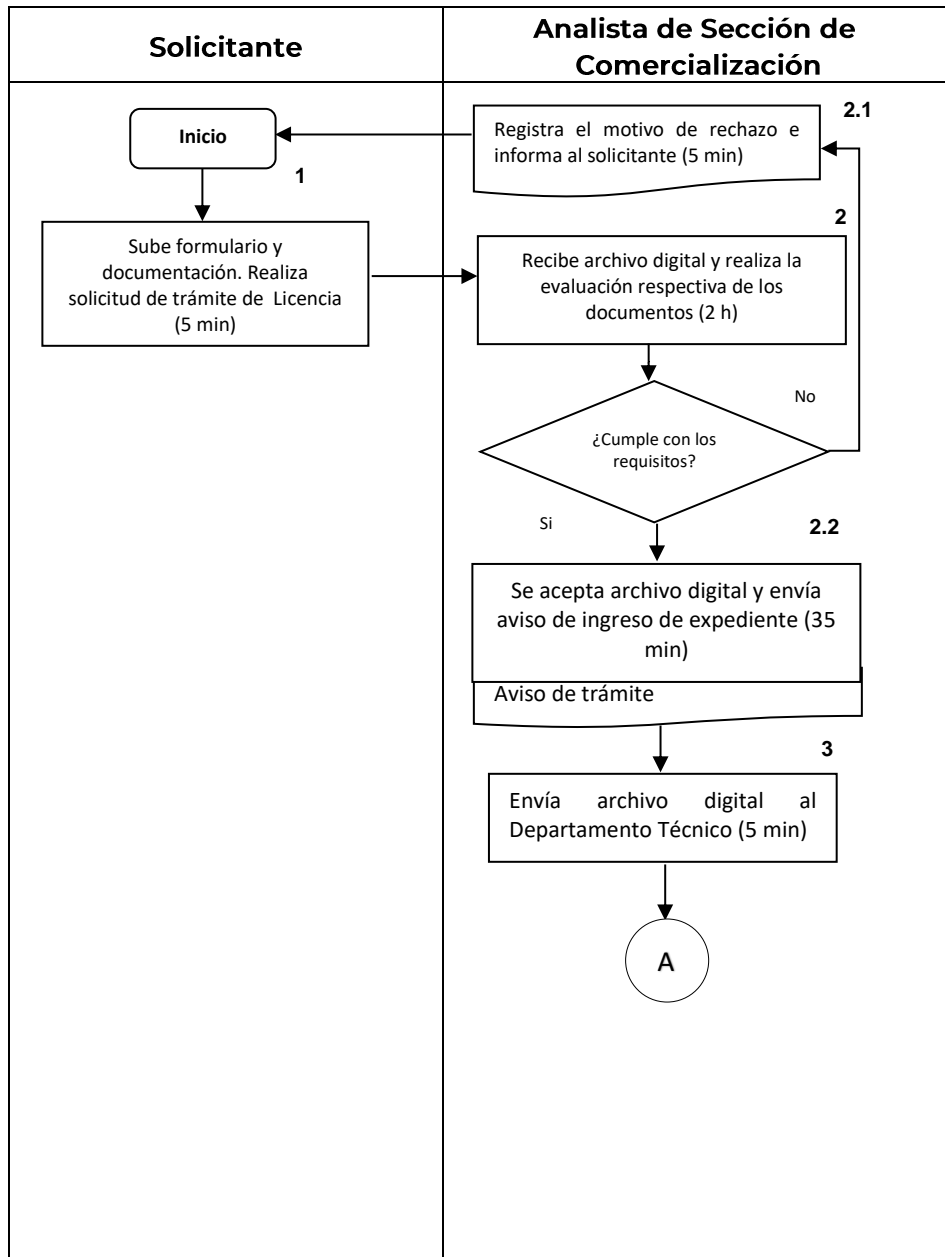 Solicitante
Analista de Sección de
Comercialización
2.1
Inicio
Registra el motivo de rechazo e
informa al solicitante (5 min)
1
2
Sube formulario y
documentación. Realiza
solicitud de trámite de Licencia
(5 min)
Recibe archivo digital y realiza la
evaluación respectiva de los
documentos (2 h)
No
¿Cumple con los
requisitos?
Si
2.2
Se acepta archivo digital y envía
aviso de ingreso de expediente (35
min)
Aviso de trámite
3
Envía archivo digital al
Departamento Técnico (5 min)
A